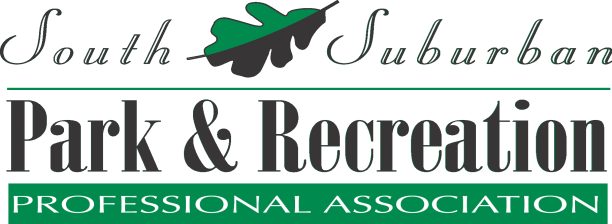 South Suburban
Park & Recreation
PROFESSIONAL ASSOCIATION